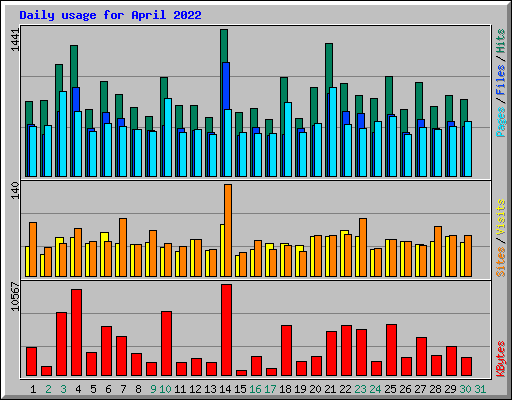 Daily usage for April 2022
1441
Pages / Files / Hits
140
Sites / Visits
10567
KBytes
1 2 3 4 5 6 7 8 9 10 11 12 13 14 15 16 17 18 19 20 21 22 23 24 25 26 27 28 29 30 31